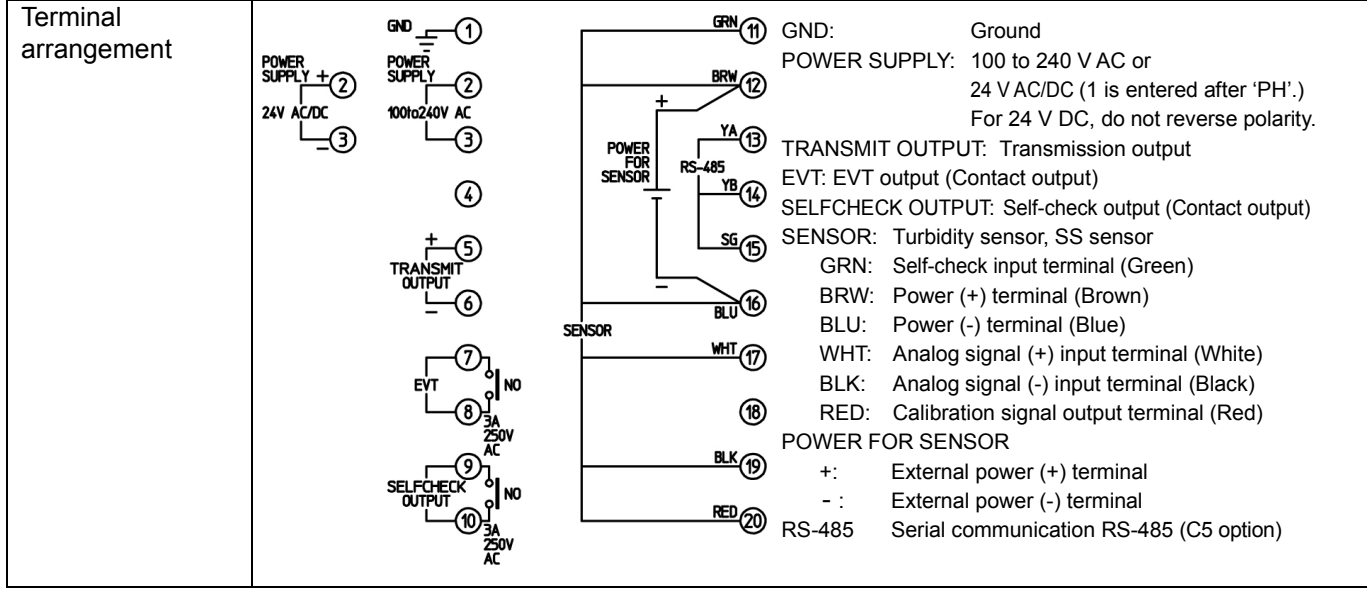 Terminal
arrangement
GND 1
POWER
SUPPLY + 2
24V AC/DC
− 3
POWER
SUPPLY 2
100to240V AC
3
4
+ 5
TRANSMIT
OUTPUT
− 6
7
EVT NO
8
3A
250V
AC
9
SELFCHECK
OUTPUT NO
10
3A
250V
AC
GRN 11
BRW 12
+
POWER
FOR
SENSOR
−
YA 13
RS-485
YB 14
SG 15
16
BLU
SENSOR
WHT 17
18
BLK 19
RED 20
GND: Ground
POWER SUPPLY: 100 to 240 V AC or
24 V AC/DC (1 is entered after ‘PH’.)
For 24 V DC, do not reverse polarity.
TRANSMIT OUTPUT: Transmission output
EVT: EVT output (Contact output)
SELFCHECK OUTPUT: Self-check output (Contact output)
SENSOR: Turbidity sensor, SS sensor
GRN: Self-check input terminal (Green)
BRW: Power (+) terminal (Brown)
BLU: Power (-) terminal (Blue)
WHT: Analog signal (+) input terminal (White)
BLK: Analog signal (-) input terminal (Black)
RED: Calibration signal output terminal (Red)
POWER FOR SENSOR
+: External power (+) terminal
- : External power (-) terminal
RS-485 Serial communication RS-485 (C5 option)